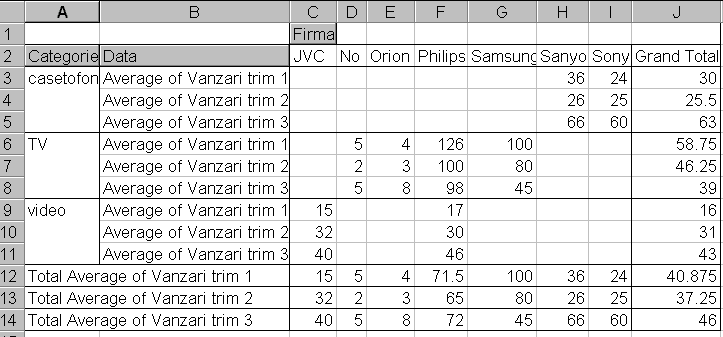 A B C D E F G H I J
1 Firma
2 Categorie Data JVC No Orion Philips Samsung Sanyo Sony Grand Total
3 casetofon Average of Vanzari trim 1 36 24 30
4 Average of Vanzari trim 2 26 25 25.5
5 Average of Vanzari trim 3 66 60 63
6 TV Average of Vanzari trim 1 5 4 126 100 58.75
7 Average of Vanzari trim 2 2 3 100 80 46.25
8 Average of Vanzari trim 3 5 8 98 45 39
9 video Average of Vanzari trim 1 15 17 16
10 Average of Vanzari trim 2 32 30 31
11 Average of Vanzari trim 3 40 46 43
12 Total Average of Vanzari trim 1 15 5 4 71.5 100 36 24 40.875
13 Total Average of Vanzari trim 2 32 2 3 65 80 26 25 37.25
14 Total Average of Vanzari trim 3 40 5 8 72 45 66 60 46